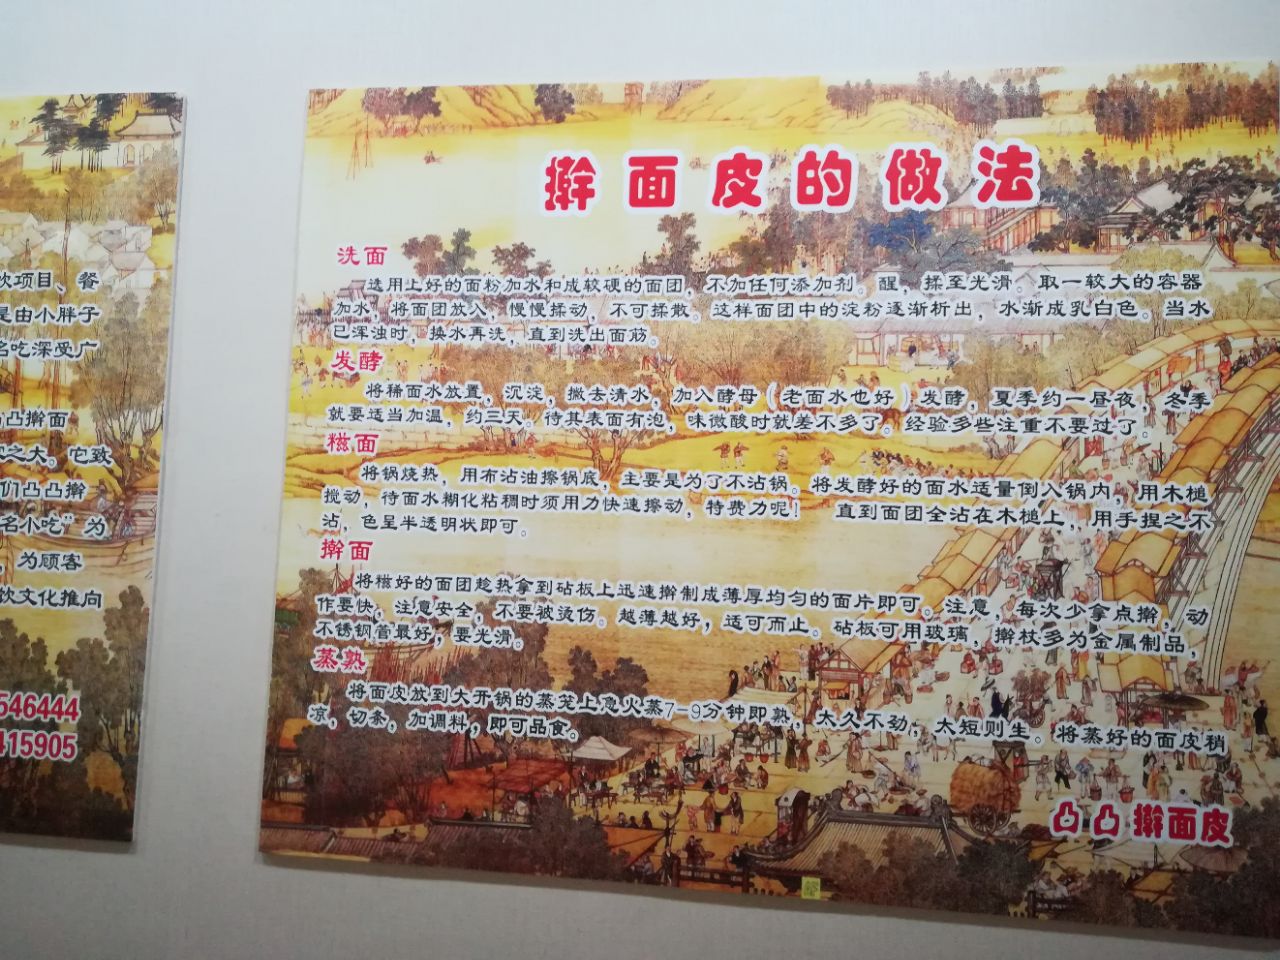 饮项目、餐
是由小胖子
名吃深受广
凸凸擀面
吹之大。它致
们凸凸擀
名小吃”为
，为顾客
饮文化推向
546444
415905
擀面皮的做法
洗面
选用上好的面粉加水和成较硬的面团，不加任何添加剂。醒，揉至光滑。取一较大的容器
加水，将面团放入，慢慢揉动，不可揉散。这样面团中的淀粉逐渐析出，水渐成乳白色。当水
已浑浊时，换水再洗，直到洗出面筋。
发酵
将稀面水放置，沉淀，撇去清水，加入酵母（老面水也好）发酵，夏季约一昼夜，冬季
就要适当加温，约三天。待其表面有泡，味微酸时就差不多了。经验多些注重不要过了。
糍面
将锅烧热，用布沾油擦锅底，主要是为了不沾锅。将发酵好的面水适量倒入锅内，用木槌
搅动，待面水糊化粘稠时须用力快速擦动，特费力呢！ 直到面团全沾在木槌上，用手捏之不
沾，色呈半透明状即可。
擀面
将糍好的面团趁热拿到砧板上迅速擀制成薄厚均匀的面片即可。注意，每次少拿点擀，动
作要快，注意安全，不要被烫伤。越薄越好，适可而止。砧板可用玻璃，擀杖多为金属制品，
不锈钢管最好，要光滑。
蒸熟
将面皮放到大开锅的蒸笼上急火蒸7-9分钟即熟，太久不劲，太短则生。将蒸好的面皮稍
凉，切条，加调料，即可品食。
凸凸擀面皮